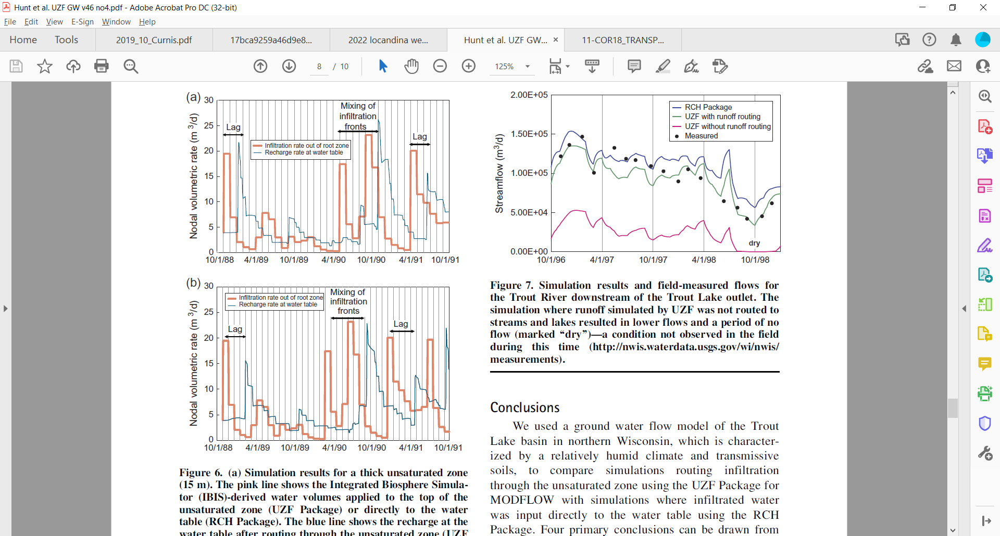 Hunt et al. UZF GW v46 no4.pdf - Adobe Acrobat Pro DC (32-bit)
File Edit View E-Sign Window Help
Home Tools 2019_10_Curnis.pdf 17bca9259a46d9e8... 2022 locandina we... Hunt et al. UZF GW... × 11-COR18_TRANSP...
8 / 10 125%
(a)
Nodal volumetric rate (m 3/d)
30
25
20
15
10
5
0
Lag
Mixing of
infiltration
fronts
Lag
Infiltration rate out of root zone
Recharge rate at water table
10/1/88 4/1/89 10/1/89 4/1/90 10/1/90 4/1/91 10/1/91
(b)
Nodal volumetric rate (m 3/d)
30
25
20
15
10
5
0
Infiltration rate out of root zone
Recharge rate at water table
Mixing of
infiltration
fronts
Lag
Lag
10/1/88 4/1/89 10/1/89 4/1/90 10/1/90 4/1/91 10/1/91
Figure 6. (a) Simulation results for a thick unsaturated zone
(15 m). The pink line shows the Integrated Biosphere Simula-
tor (IBIS)-derived water volumes applied to the top of the
unsaturated zone (UZF Package) or directly to the water
table (RCH Package). The blue line shows the recharge at the
water table after routing through the unsaturated zone (UZF
Streamflow (m3/d)
2.00E+05
1.50E+05
1.00E+05
5.00E+04
0.00E+00
RCH Package
UZF with runoff routing
UZF without runoff routing
Measured
dry
10/1/96 4/1/97 10/1/97 4/1/98 10/1/98
Figure 7. Simulation results and field-measured flows for
the Trout River downstream of the Trout Lake outlet. The
simulation where runoff simulated by UZF was not routed to
streams and lakes resulted in lower flows and a period of no
flow (marked “dry”)—a condition not observed in the field
during this time (http://nwis.waterdata.usgs.gov/wi/nwis/
measurements).
Conclusions
We used a ground water flow model of the Trout
Lake basin in northern Wisconsin, which is character-
ized by a relatively humid climate and transmissive
soils, to compare simulations routing infiltration
through the unsaturated zone using the UZF Package for
MODFLOW with simulations where infiltrated water
was input directly to the water table using the RCH
Package. Four primary conclusions can be drawn from